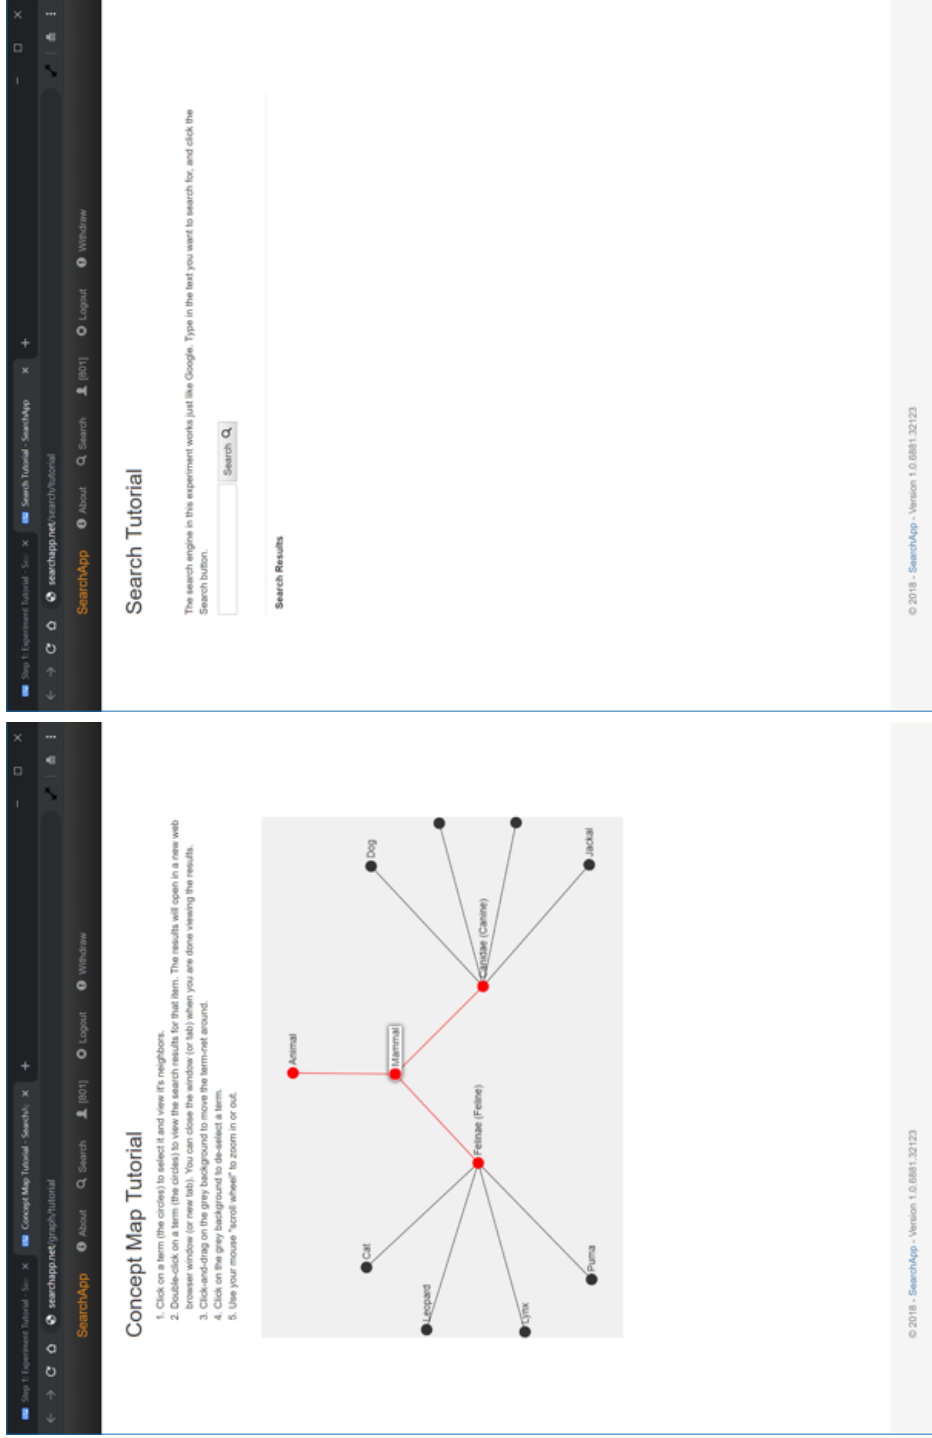 Step 1: Experiment Tutorial - Se
Concept Map Tutorial - SearchA
searchapp.net/graph/tutorial
SearchApp
About
Search
[801]
Logout
Withdraw
Concept Map Tutorial
1. Click on a term (the circles) to select it and view it's neighbors.
2. Double-click on a term (the circles) to view the search results for that item. The results will open in a new web
browser window (or new tab). You can close the window (or tab) when you are done viewing the results.
3. Click-and-drag on the grey background to move the term-net around.
4. Click on the grey background to de-select a term.
5. Use your mouse "scroll wheel" to zoom in or out.
Animal
Mammal
Cat
Dog
Leopard
Felinae (Feline)
Canidae (Canine)
Lynx
Puma
Jackal
© 2018 - SearchApp - Version 1.0.6881.32123
Step 1: Experiment Tutorial - Se
Search Tutorial - SearchApp
searchapp.net/search/tutorial
SearchApp
About
Search
[801]
Logout
Withdraw
Search Tutorial
The search engine in this experiment works just like Google. Type in the text you want to search for, and click the
Search button.
Search
Search Results
© 2018 - SearchApp - Version 1.0.6881.32123